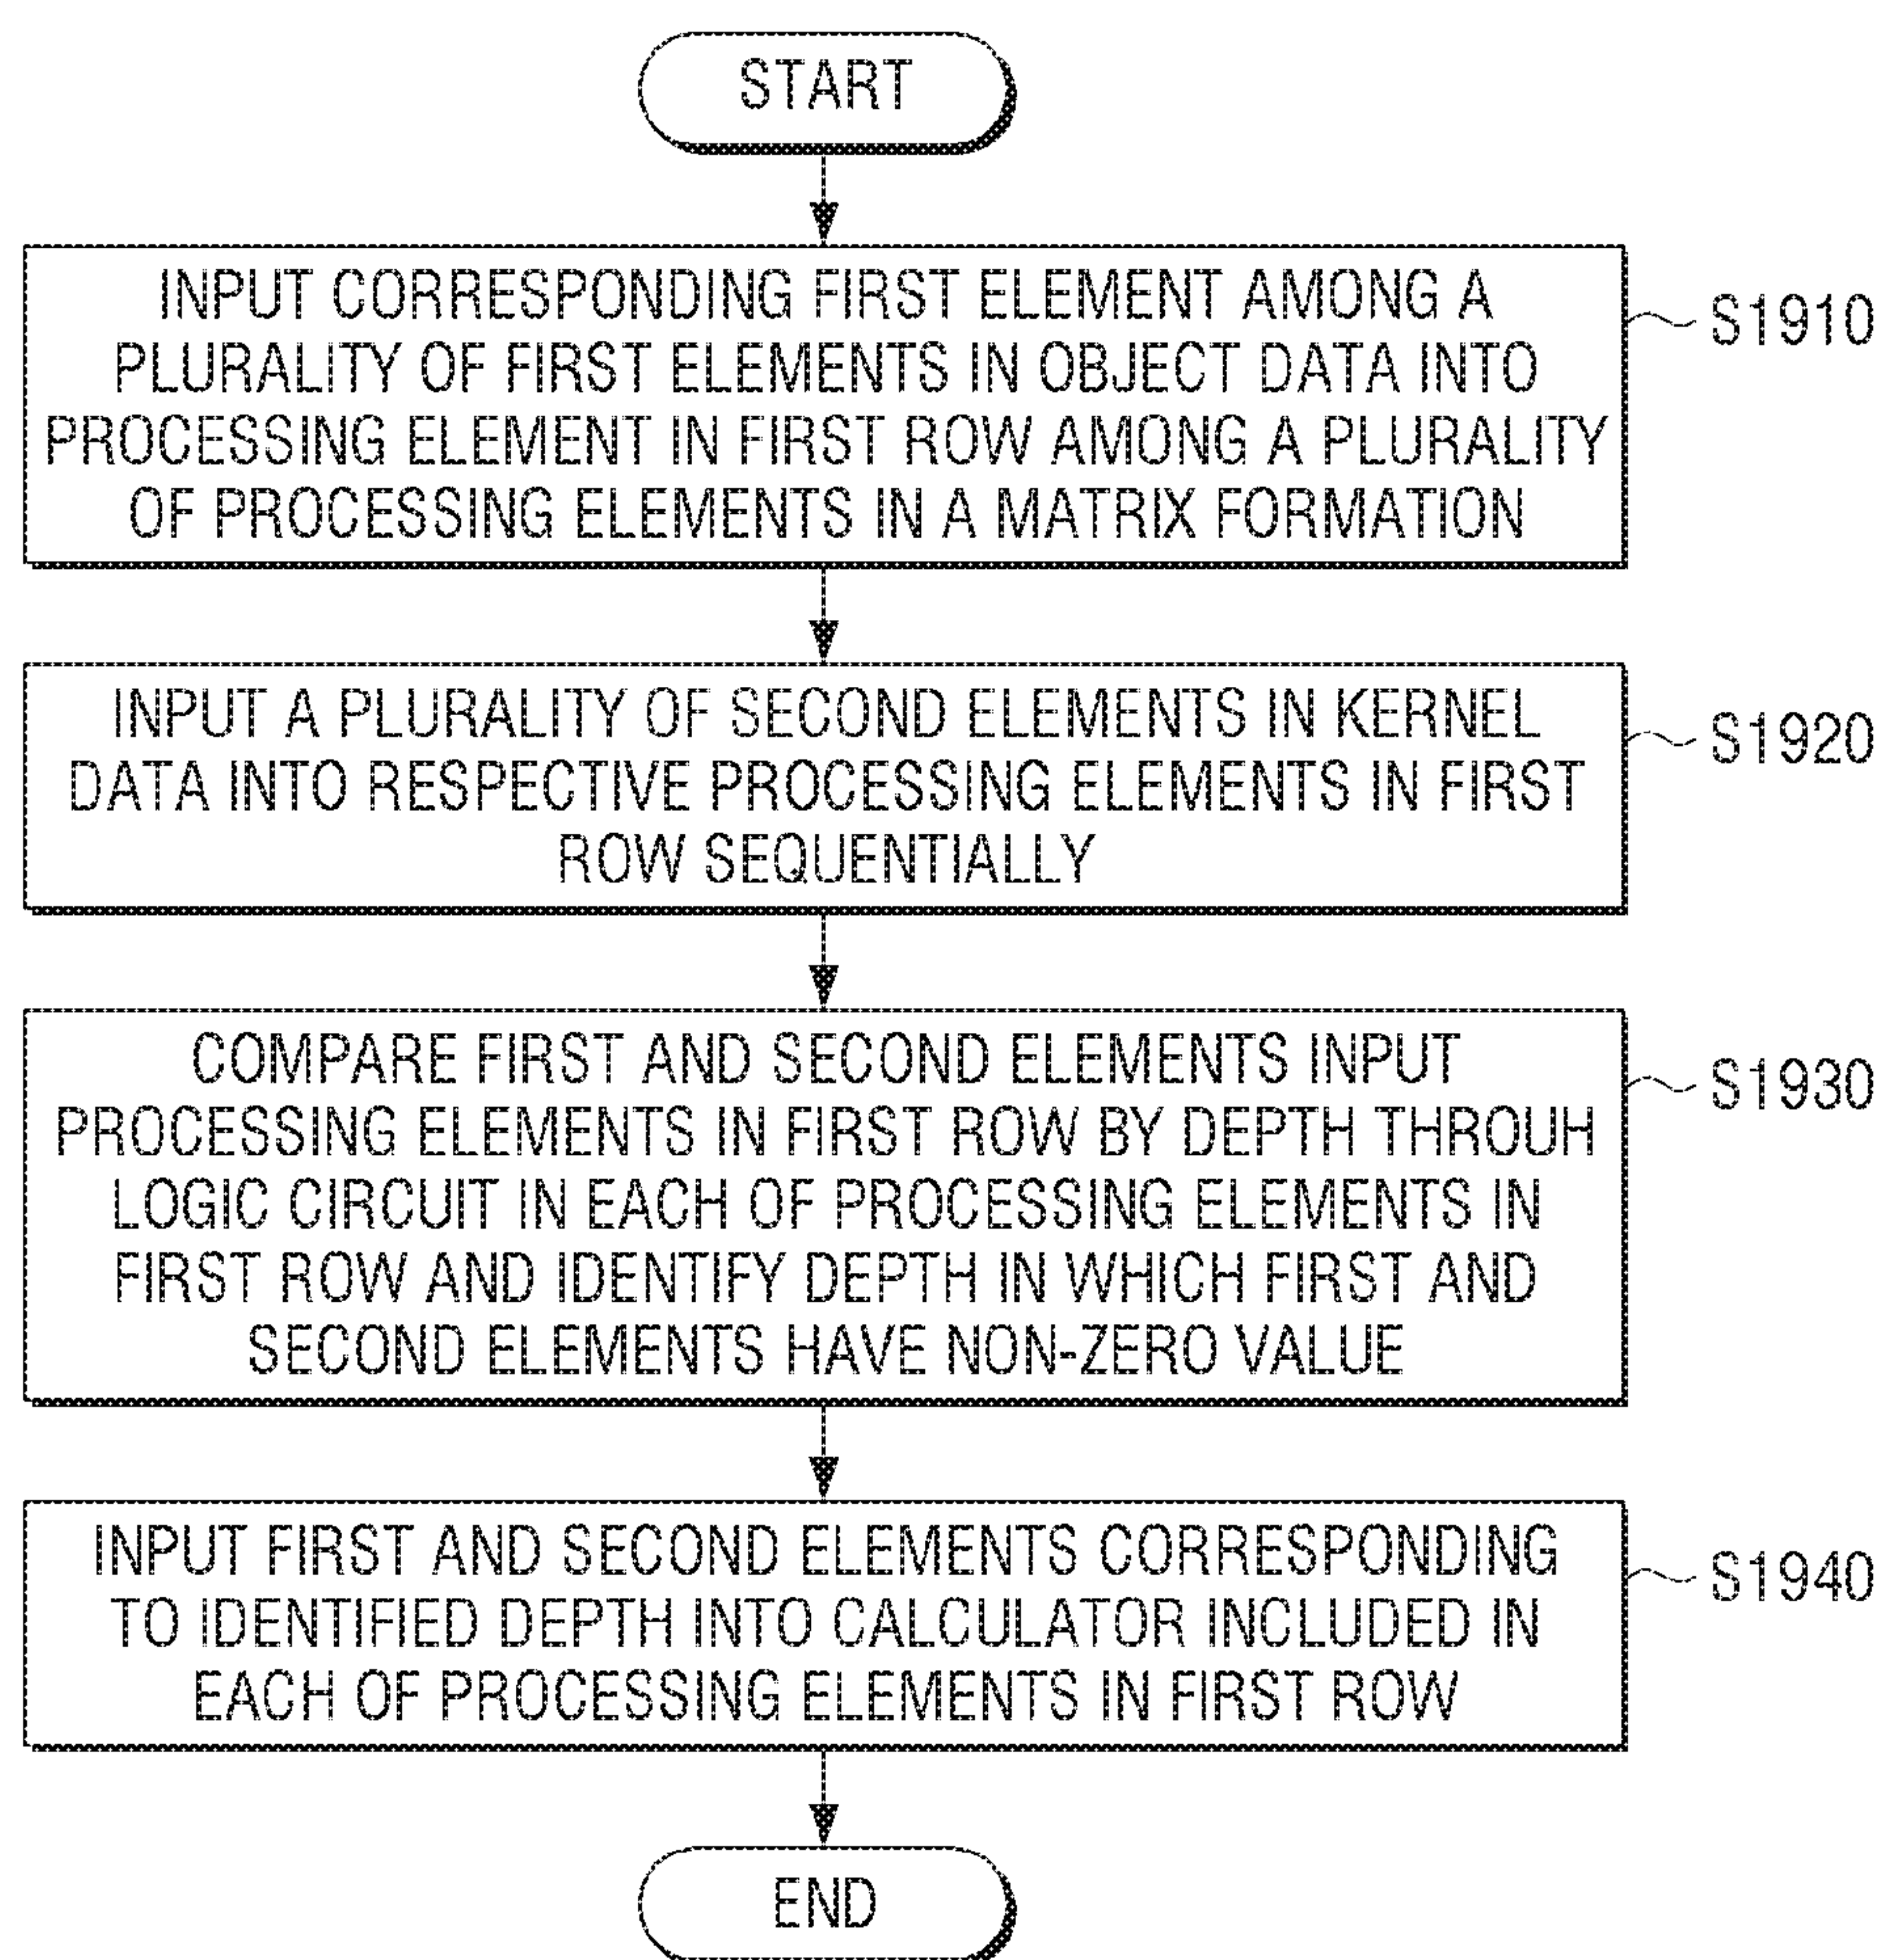 START
INPUT CORRESPONDING FIRST ELEMENT AMONG A
PLURALITY OF FIRST ELEMENTS IN OBJECT DATA INTO
PROCESSING ELEMENT IN FIRST ROW AMONG A PLURALITY
OF PROCESSING ELEMENTS IN A MATRIX FORMATION
S1910
INPUT A PLURALITY OF SECOND ELEMENTS IN KERNEL
DATA INTO RESPECTIVE PROCESSING ELEMENTS IN FIRST
ROW SEQUENTIALLY
S1920
COMPARE FIRST AND SECOND ELEMENTS INPUT
PROCESSING ELEMENTS IN FIRST ROW BY DEPTH THROUH
LOGIC CIRCUIT IN EACH OF PROCESSING ELEMENTS IN
FIRST ROW AND IDENTIFY DEPTH IN WHICH FIRST AND
SECOND ELEMENTS HAVE NON-ZERO VALUE
S1930
INPUT FIRST AND SECOND ELEMENTS CORRESPONDING
TO IDENTIFIED DEPTH INTO CALCULATOR INCLUDED IN
EACH OF PROCESSING ELEMENTS IN FIRST ROW
S1940
END